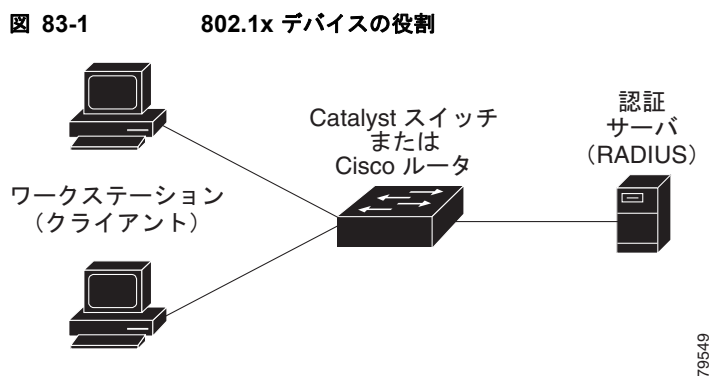 図 83-1 802.1x デバイスの役割
Catalyst スイッチ
または
Cisco ルータ
認証
サーバ
（RADIUS）
ワークステーション
（クライアント）
79549